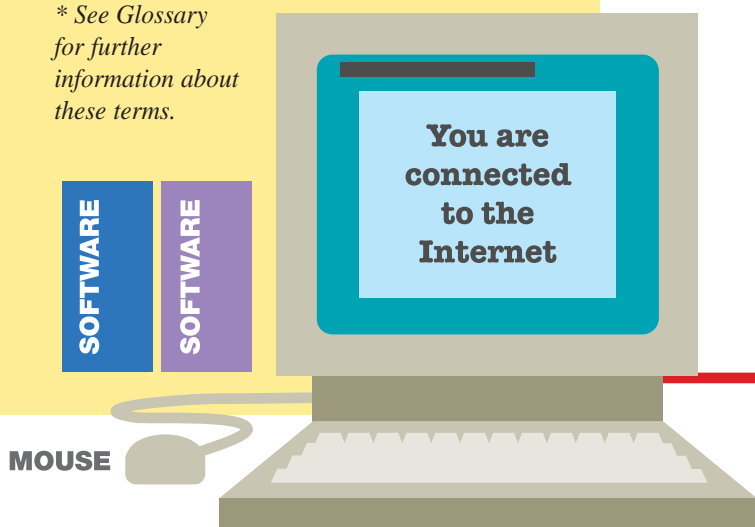 * See Glossary
for further
information about
these terms.
You are
connected
to the
Internet
SOFTWARE
SOFTWARE
MOUSE